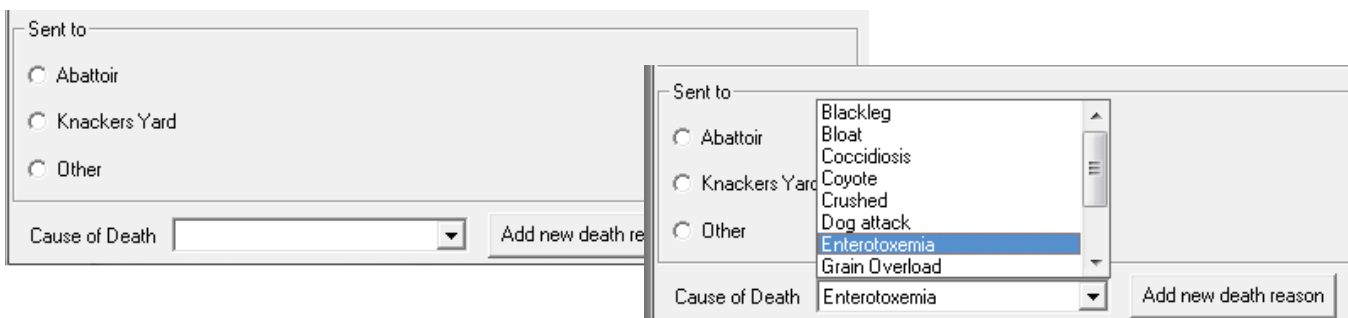 Sent to
Abattoir
Knackers Yard
Other
Cause of Death
Add new death re
Sent to
Abattoir
Knackers Yard
Other
Blackleg
Bloat
Coccidiosis
Coyote
Crushed
Dog attack
Enterotoxemia
Grain Overload
Cause of Death Enterotoxemia Add new death reason